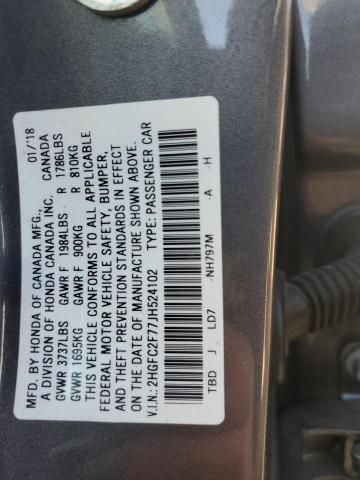 MFD. BY HONDA OF CANADA MFG., 01/'18
A DIVISION OF HONDA CANADA INC. CANADA
GVWR 3737LBS GAWR F 1984LBS R 1786LBS
GVWR 1695KG GAWR F 900KG R 810KG
THIS VEHICLE CONFORMS TO ALL APPLICABLE
FEDERAL MOTOR VEHICLE SAFETY, BUMPER,
AND THEFT PREVENTION STANDARDS IN EFFECT
ON THE DATE OF MANUFACTURE SHOWN ABOVE.
V.I.N.: 2HGFC2F77JH524102 TYPE: PASSENGER CAR
TBD J LD7 -NH797M -A -H